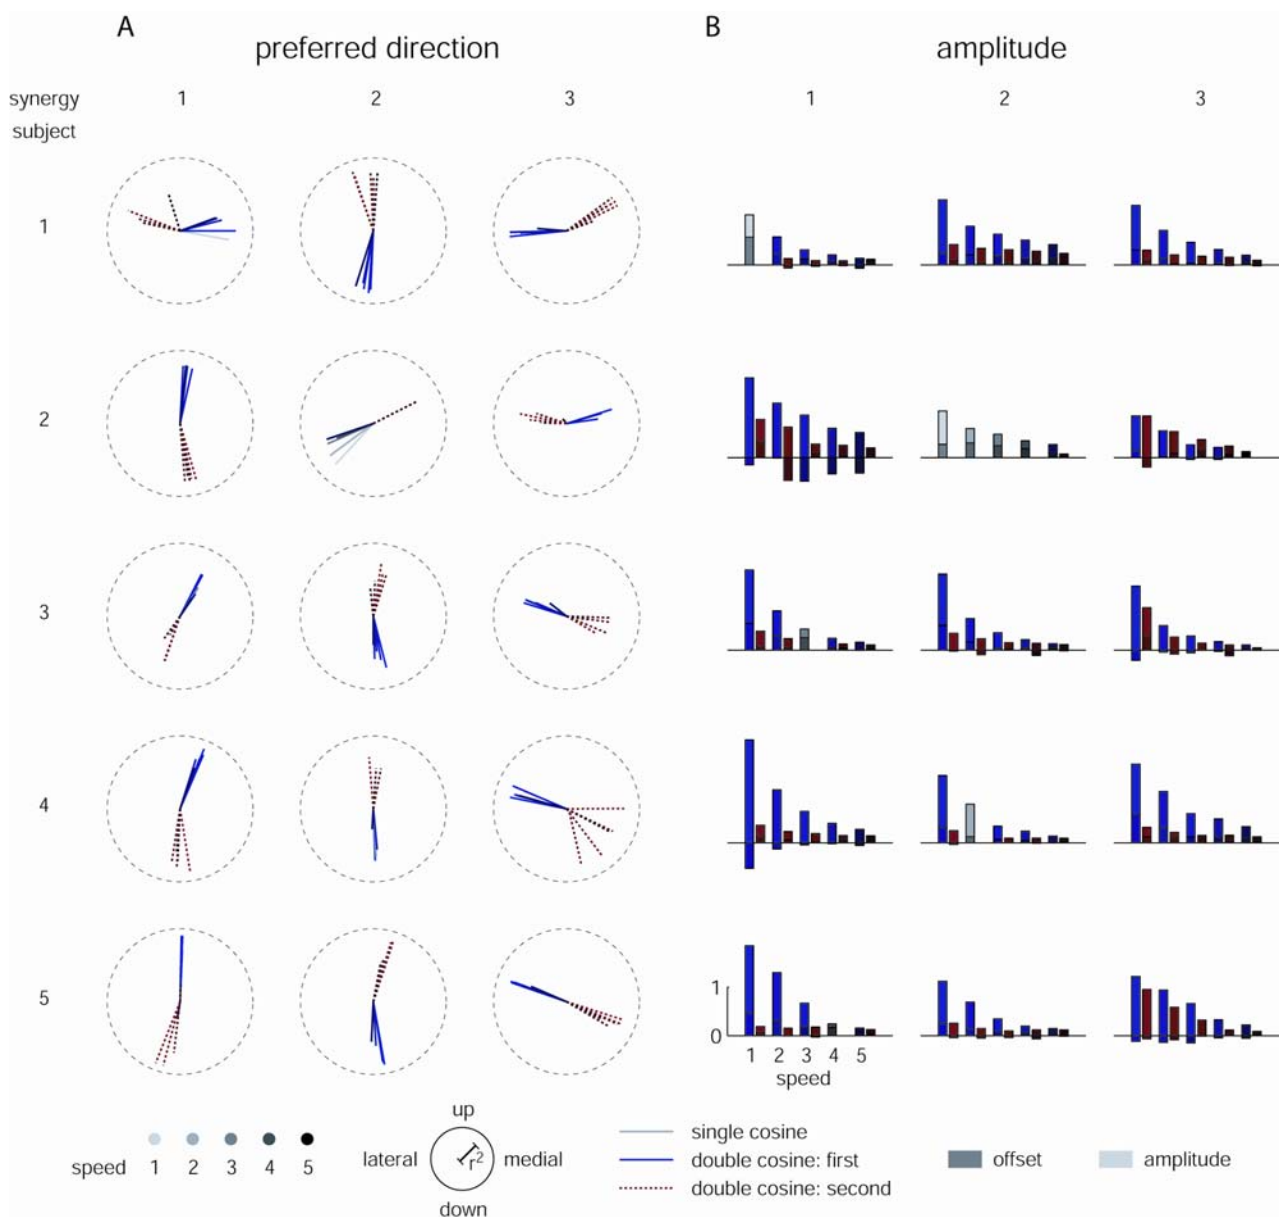 A
B
preferred direction
amplitude
synergy 1 2 3 1 2 3
subject
1
2
3
4
5
1
0
1 2 3 4 5
speed
up
single cosine
lateral r2 medial
double cosine: first
offset
amplitude
speed 1 2 3 4 5
double cosine: second
down